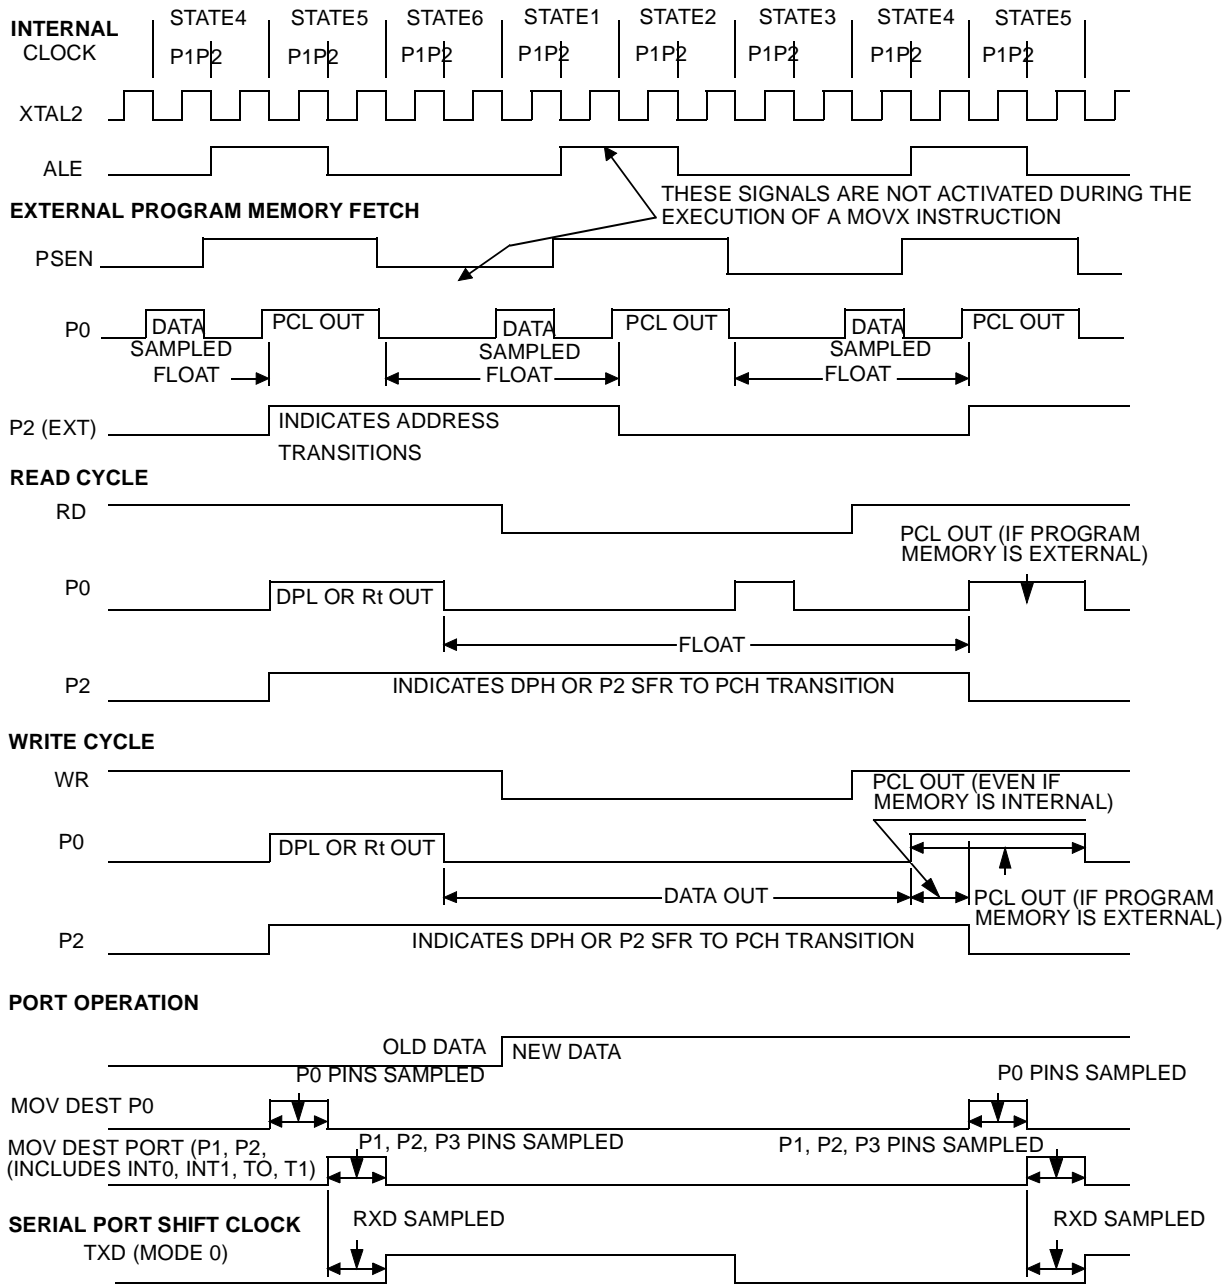 INTERNAL CLOCK
STATE4 STATE5 STATE6 STATE1 STATE2 STATE3 STATE4 STATE5
P1P2 P1P2 P1P2 P1P2 P1P2 P1P2 P1P2 P1P2
XTAL2
ALE
THESE SIGNALS ARE NOT ACTIVATED DURING THE
EXECUTION OF A MOVX INSTRUCTION
EXTERNAL PROGRAM MEMORY FETCH
PSEN
P0
DATA PCL OUT DATA PCL OUT DATA PCL OUT
SAMPLED SAMPLED SAMPLED
FLOAT FLOAT FLOAT
P2 (EXT)
INDICATES ADDRESS
TRANSITIONS
READ CYCLE
RD
PCL OUT (IF PROGRAM
MEMORY IS EXTERNAL)
P0
DPL OR Rt OUT
FLOAT
P2
INDICATES DPH OR P2 SFR TO PCH TRANSITION
WRITE CYCLE
WR
PCL OUT (EVEN IF
MEMORY IS INTERNAL)
P0
DPL OR Rt OUT
DATA OUT
PCL OUT (IF PROGRAM
MEMORY IS EXTERNAL)
P2
INDICATES DPH OR P2 SFR TO PCH TRANSITION
PORT OPERATION
OLD DATA NEW DATA
P0 PINS SAMPLED P0 PINS SAMPLED
MOV DEST P0
MOV DEST PORT (P1, P2,
(INCLUDES INT0, INT1, TO, T1)
P1, P2, P3 PINS SAMPLED P1, P2, P3 PINS SAMPLED
SERIAL PORT SHIFT CLOCK
RXD SAMPLED RXD SAMPLED
TXD (MODE 0)